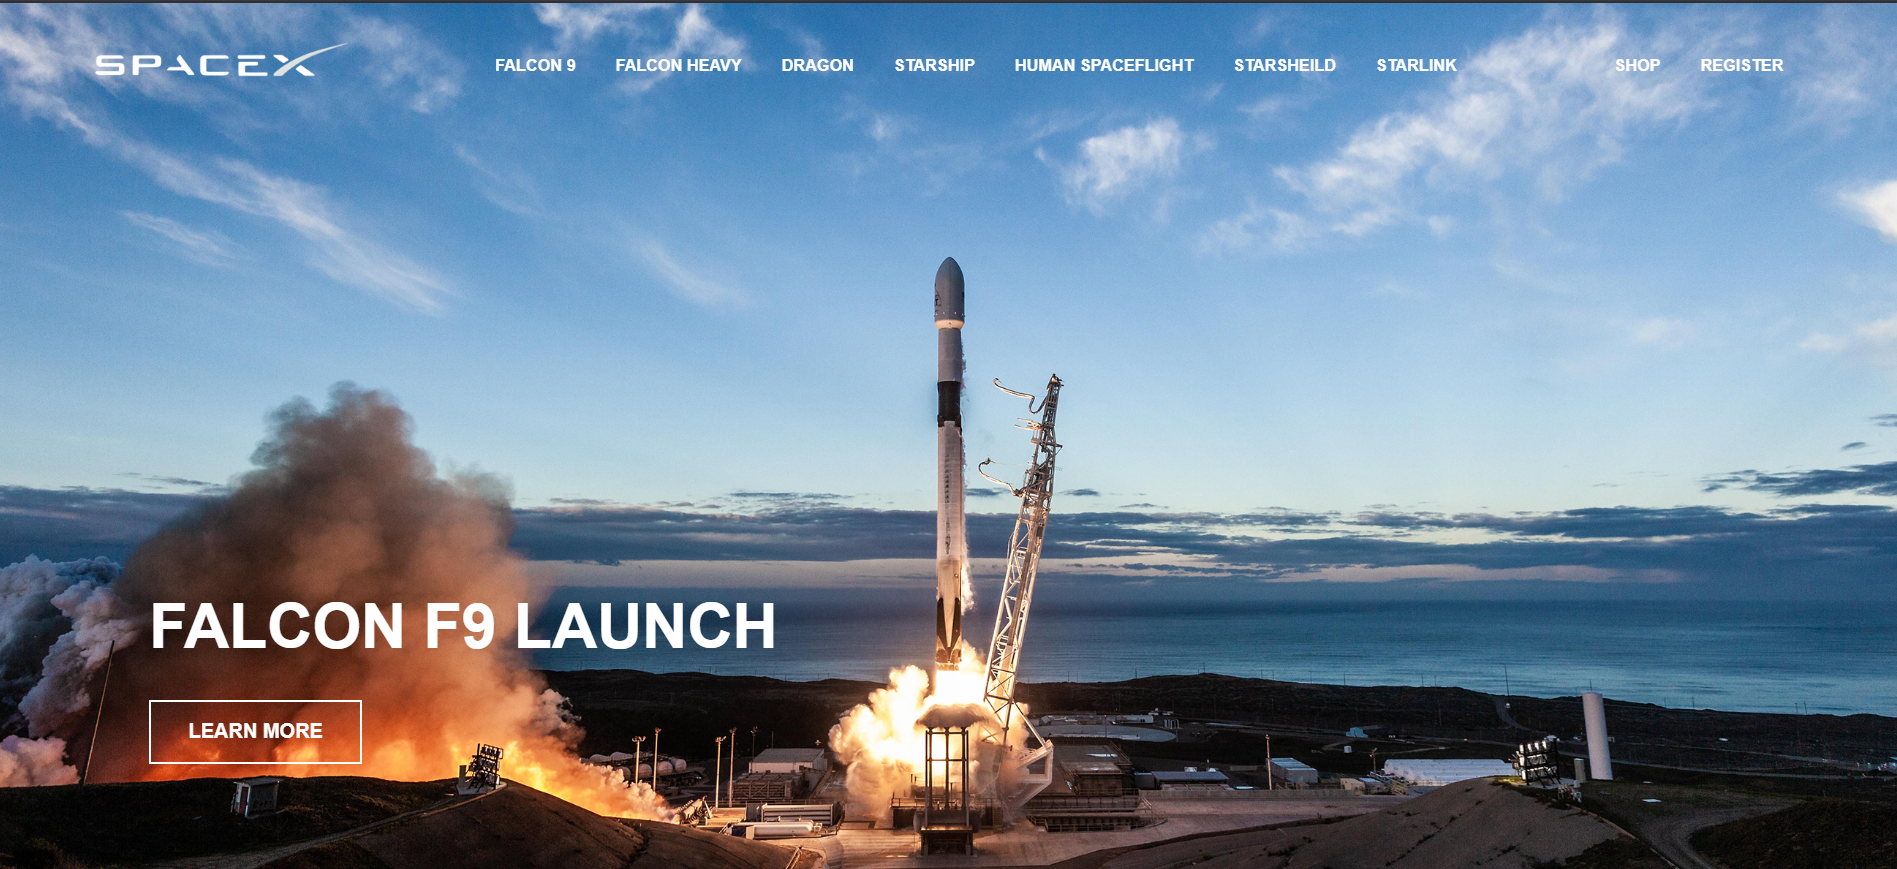 SPACEX
FALCON 9 FALCON HEAVY DRAGON STARSHIP HUMAN SPACEFLIGHT STARSHEILD STARLINK SHOP REGISTER
FALCON F9 LAUNCH
LEARN MORE